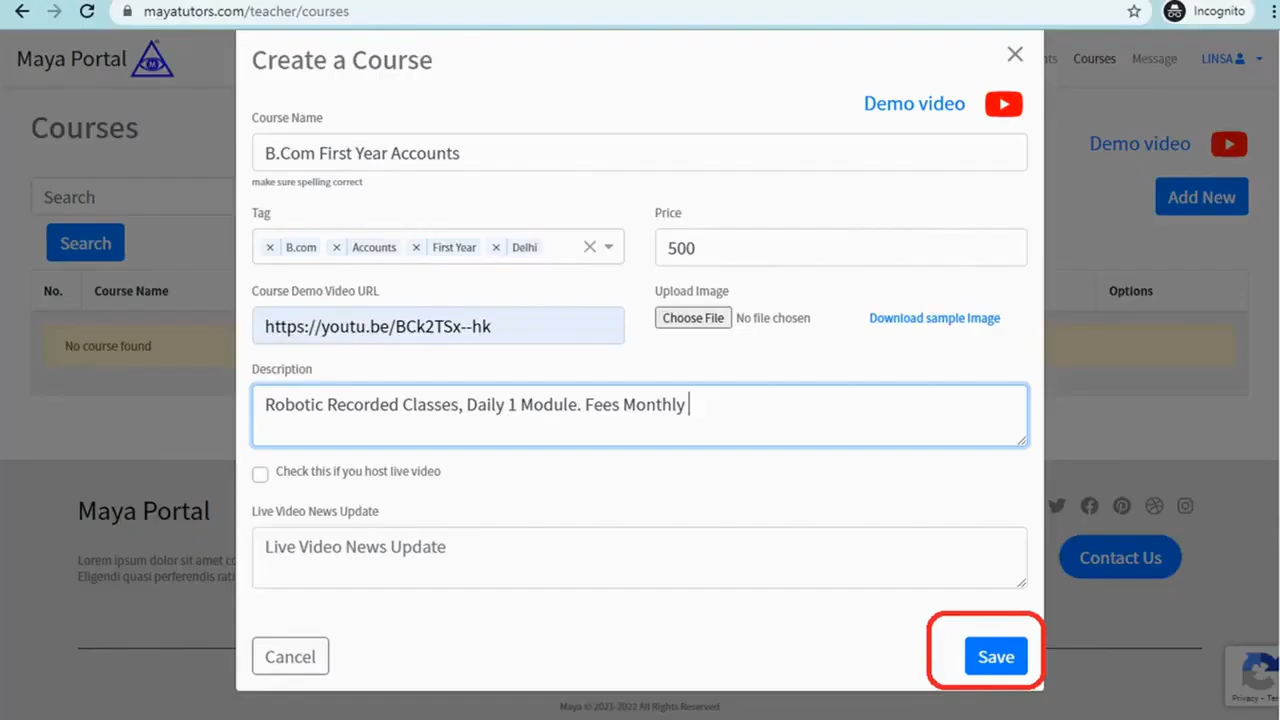 mayatutors.com/teacher/courses
Incognito
Maya Portal
Courses Message LINSA
Courses
Demo video
Search
Add New
Search
No. Course Name Options
No course found
Create a Course
Demo video
Course Name
B.Com First Year Accounts
make sure spelling correct
Tag Price
× B.com × Accounts × First Year × Delhi
500
Course Demo Video URL Upload Image
https://youtu.be/BCk2TSx--hk
Choose File No file chosen Download sample Image
Description
Robotic Recorded Classes, Daily 1 Module. Fees Monthly
Check this if you host live video
Live Video News Update
Live Video News Update
Cancel Save
Maya Portal
Lorem ipsum dolor sit amet
Eligendi quasi perferendis
Contact Us
Maya © 2021-2022 All Rights Reserved
Privacy